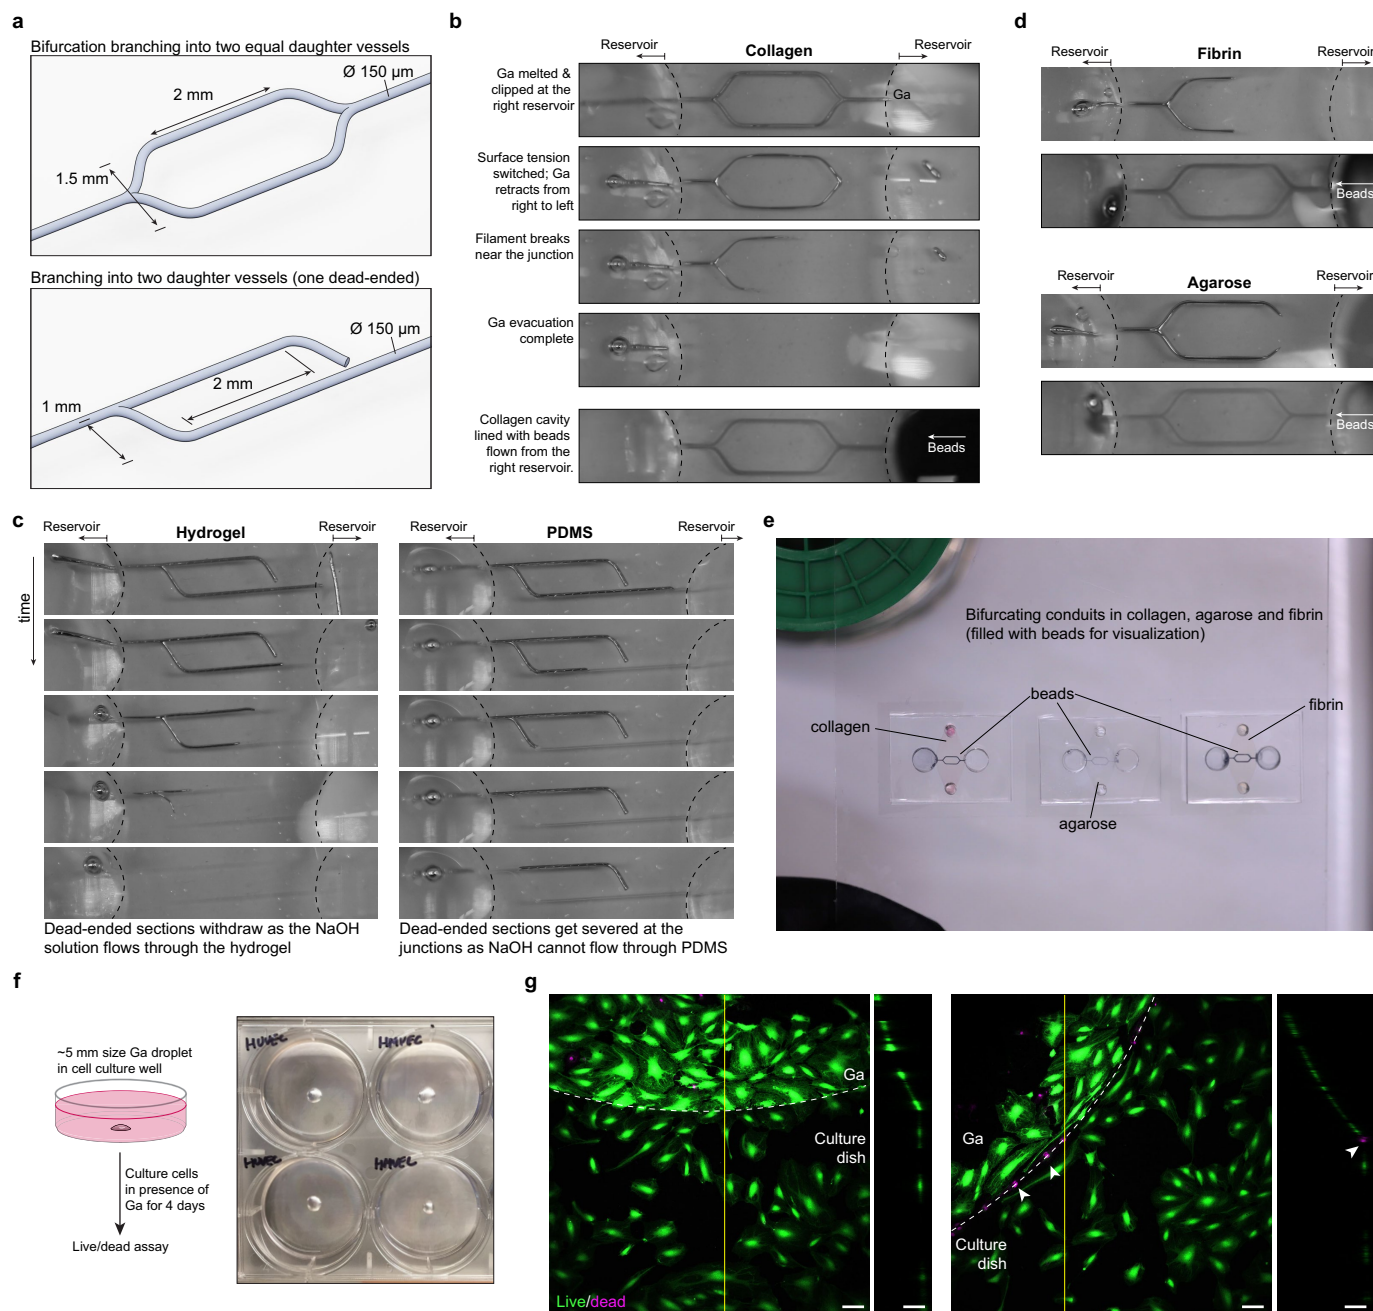 a
Bifurcation branching into two equal daughter vessels
Ø 150 µm
2 mm
1.5 mm
Branching into two daughter vessels (one dead-ended)
Ø 150 µm
2 mm
1 mm
b
Reservoir
Collagen
Reservoir
Ga melted &
clipped at the
right reservoir
Ga
Surface tension
switched; Ga
retracts from
right to left
Filament breaks
near the junction
Ga evacuation
complete
Collagen cavity
lined with beads
flown from the
right reservoir.
Beads
d
Reservoir
Fibrin
Reservoir
Beads
Reservoir
Agarose
Reservoir
Beads
c
Reservoir
Hydrogel
Reservoir
time
Dead-ended sections withdraw as the NaOH
solution flows through the hydrogel
Reservoir
PDMS
Reservoir
Dead-ended sections get severed at the
junctions as NaOH cannot flow through PDMS
e
Bifurcating conduits in collagen, agarose and fibrin
(filled with beads for visualization)
beads
collagen
fibrin
agarose
f
~5 mm size Ga droplet
in cell culture well
Culture cells
in presence of
Ga for 4 days
Live/dead assay
HUVEC
HMVEC
HUVEC
HMVEC
g
Ga
Culture
dish
Live/dead
Ga
Culture
dish